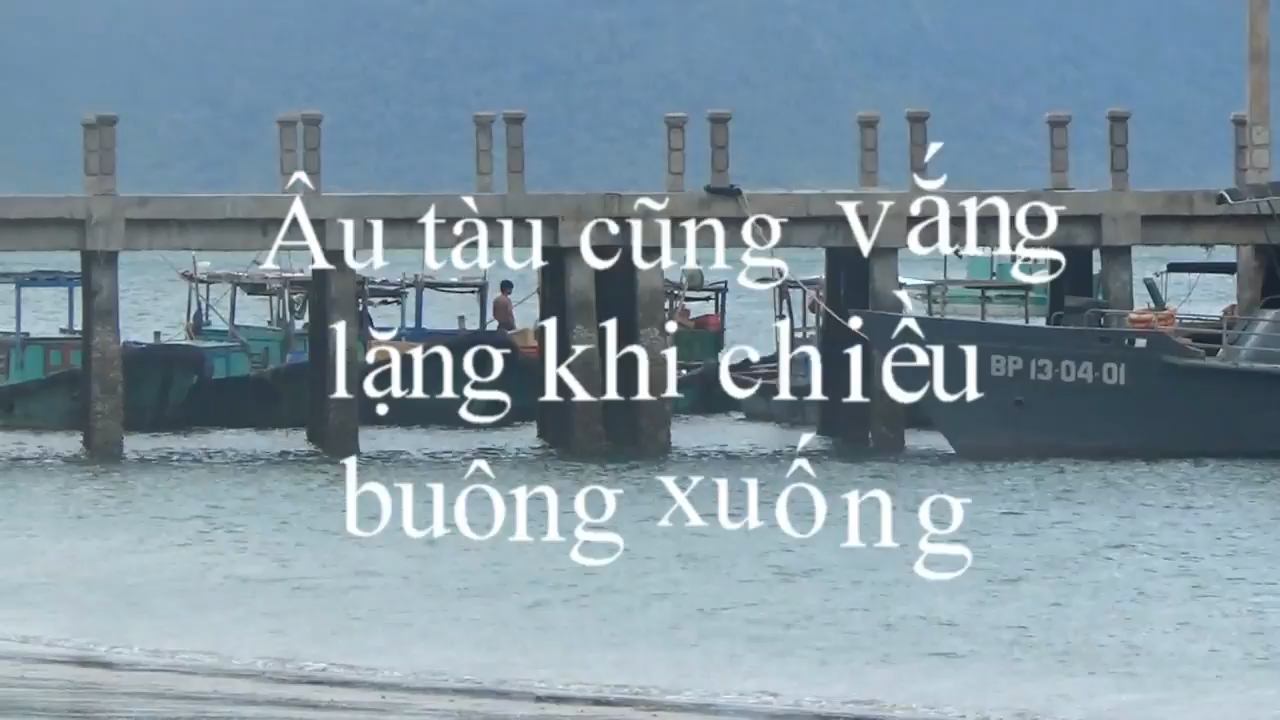 Âu tàu cũng vắng
lặng khi chiều
buông xuống
BP 13-04-01